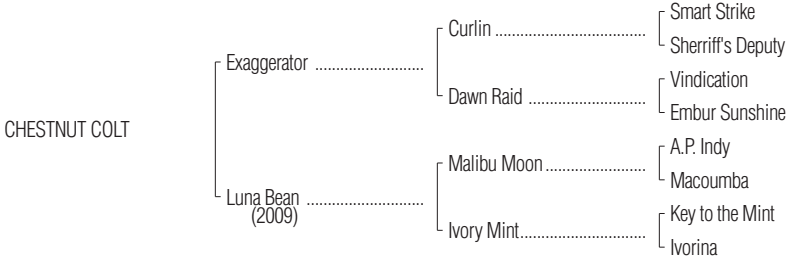 Smart Strike
Curlin
Sherriff's Deputy
Exaggerator
Vindication
Dawn Raid
Embur Sunshine
CHESTNUT COLT
A.P. Indy
Malibu Moon
Macoumba
Luna Bean
(2009)
Key to the Mint
Ivory Mint
Ivorina